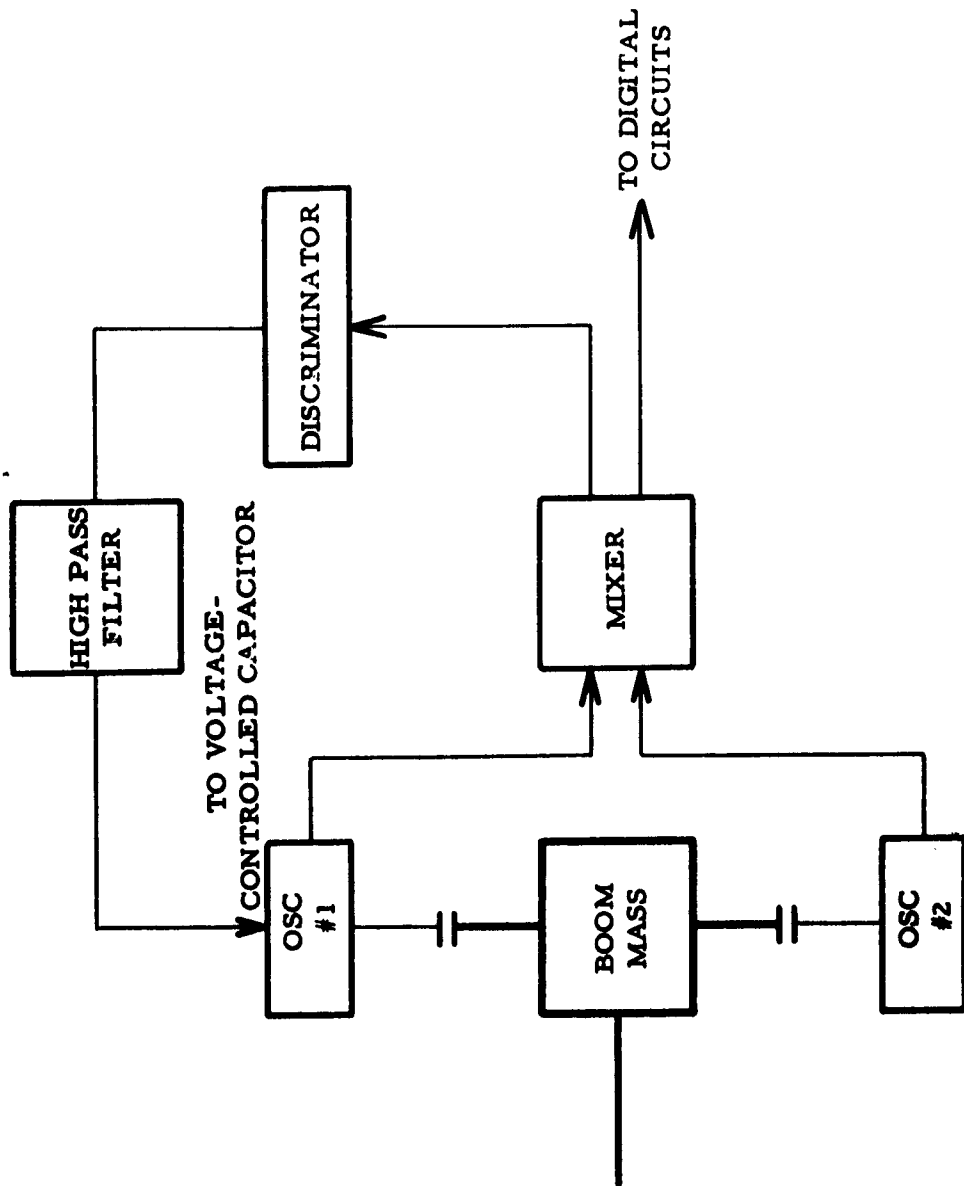 HIGH PASS
FILTER
DISCRIMINATOR
TO VOLTAGE-
CONTROLLED CAPACITOR
OSC
#1
BOOM
MASS
MIXER
TO DIGITAL
CIRCUITS
OSC
#2